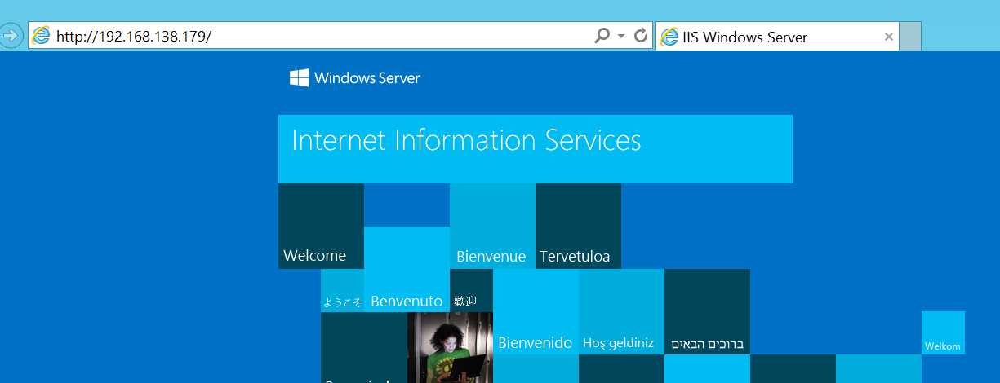 http://192.168.138.179/
IIS Windows Server
Windows Server
Internet Information Services
Welcome
Bienvenue
Tervetuloa
ようこそ
Benvenuto
歡迎
Bienvenido
Hoş geldiniz
ברוכים הבאים
Welkom